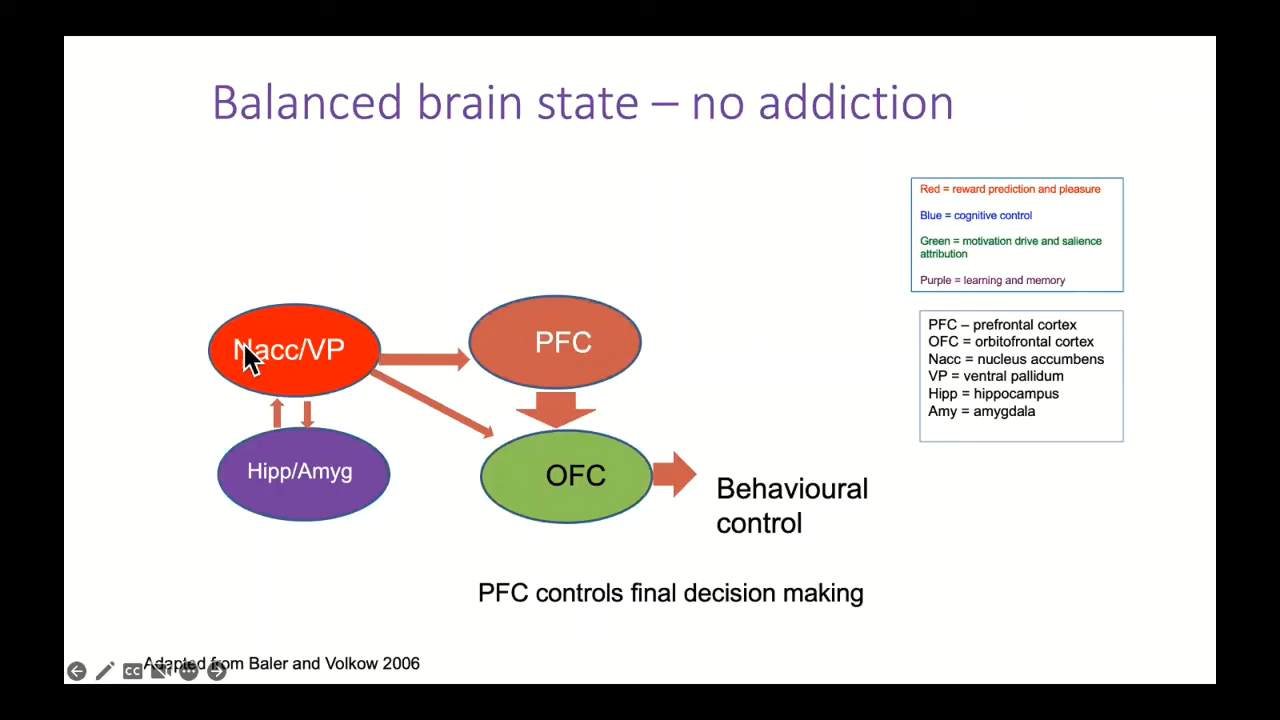 Balanced brain state – no addiction
Red = reward prediction and pleasure
Blue = cognitive control
Green = motivation drive and salience
attribution
Purple = learning and memory
PFC – prefrontal cortex
OFC = orbitofrontal cortex
Nacc = nucleus accumbens
VP = ventral pallidum
Hipp = hippocampus
Amy = amygdala
Nacc/VP
PFC
Hipp/Amyg
OFC
Behavioural
control
PFC controls final decision making
Adapted from Baler and Volkow 2006
CC